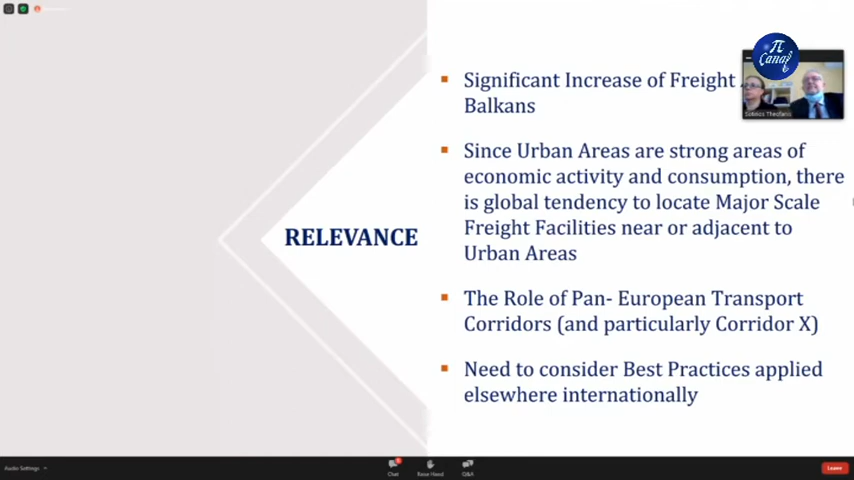 π
Canal
Significant Increase of Freight
Balkans
Since Urban Areas are strong areas of
economic activity and consumption, there
is global tendency to locate Major Scale
Freight Facilities near or adjacent to
Urban Areas
RELEVANCE
The Role of Pan- European Transport
Corridors (and particularly Corridor X)
Need to consider Best Practices applied
elsewhere internationally
Audio Settings
Chat
Raise Hand
Q&A
Leave